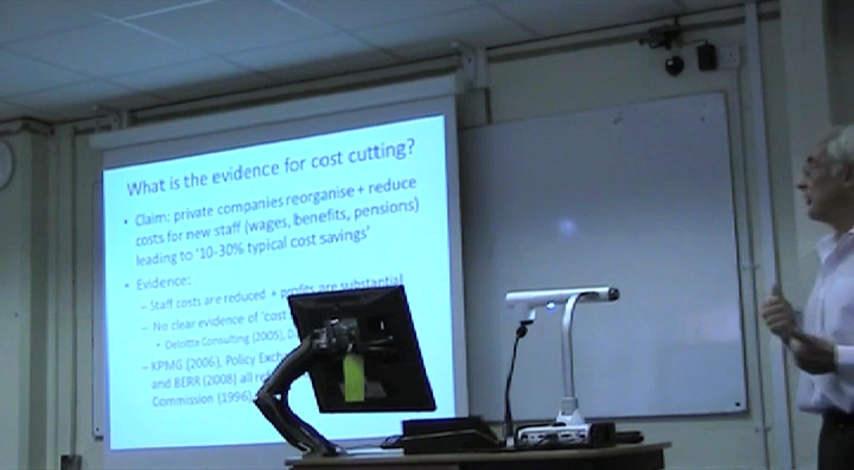 What is the evidence for cost cutting?
• Claim: private companies reorganise + reduce
costs for new staff (wages, benefits, pensions)
leading to '10-30% typical cost savings'
• Evidence:
– Staff costs are reduced + profits are substantial
– No clear evidence of 'cost
• Deloitte Consulting (2005),
– KPMG (2006), Policy
and BERR (2008) all
Commission (1996)